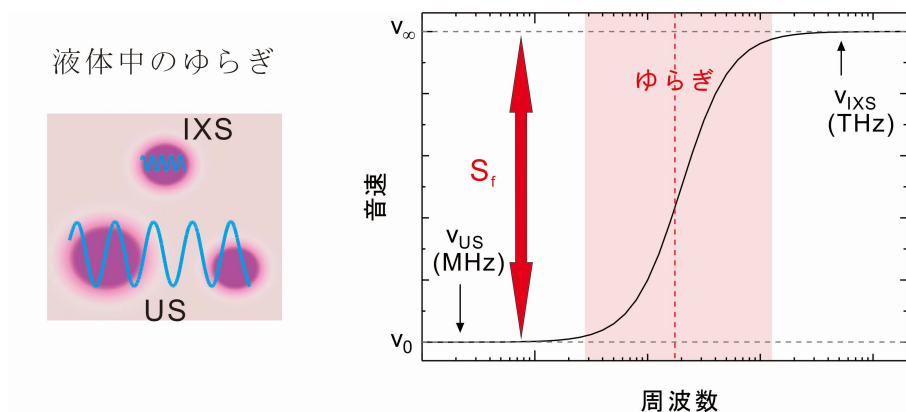 液体中のゆらぎ
IXS
US
v∞
v0
音速
Sf
ゆらぎ
vUS
(MHz)
vIXS
(THz)
周波数